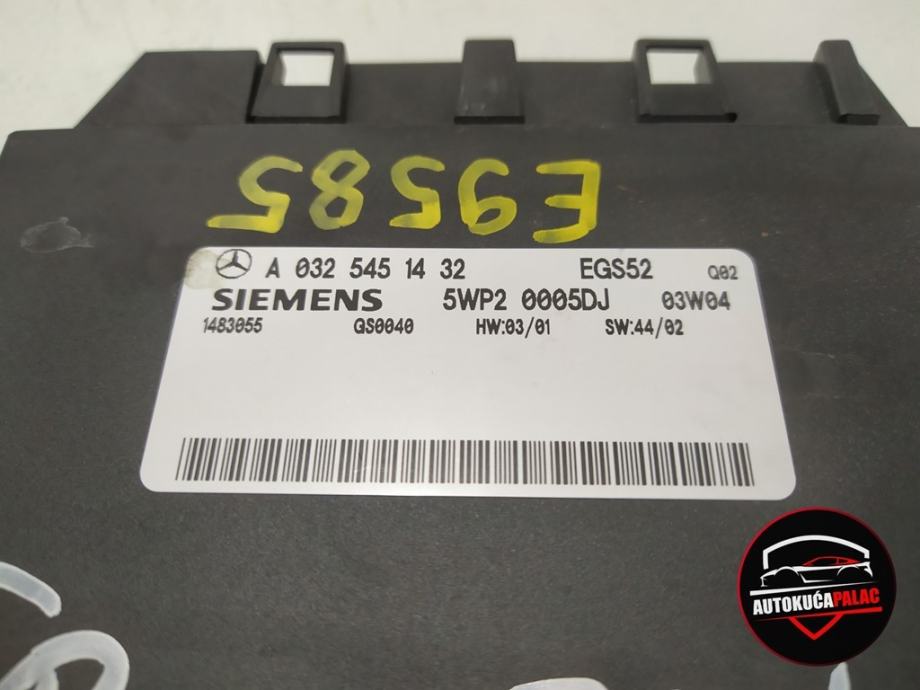 E9585
A 032 545 14 32 EGS52 Q02
SIEMENS 5WP2 0005DJ 03W04
1483055 QS0040 HW:03/01 SW:44/02
AUTOKUĆAPALAC